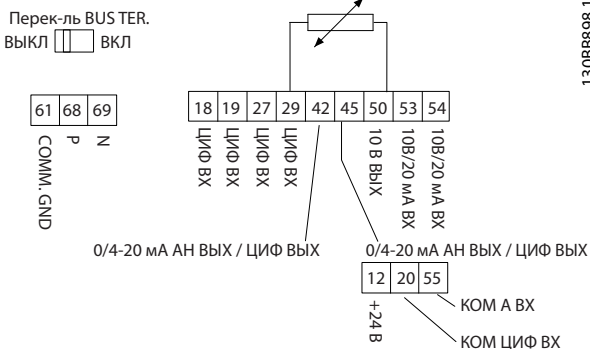 Перек-ль BUS TER.
ВЫКЛ ВКЛ
130BB898.1
61 68 69
COMM. GND
P
N
18 19 27 29 42 45 50 53 54
ЦИФ ВХ
ЦИФ ВХ
ЦИФ ВХ
ЦИФ ВХ
10 В ВЫХ
10В/20 мА ВХ
10В/20 мА ВХ
0/4-20 мА АН ВЫХ / ЦИФ ВЫХ
0/4-20 мА АН ВЫХ / ЦИФ ВЫХ
12 20 55
+24 В
КОМ А ВХ
КОМ ЦИФ ВХ